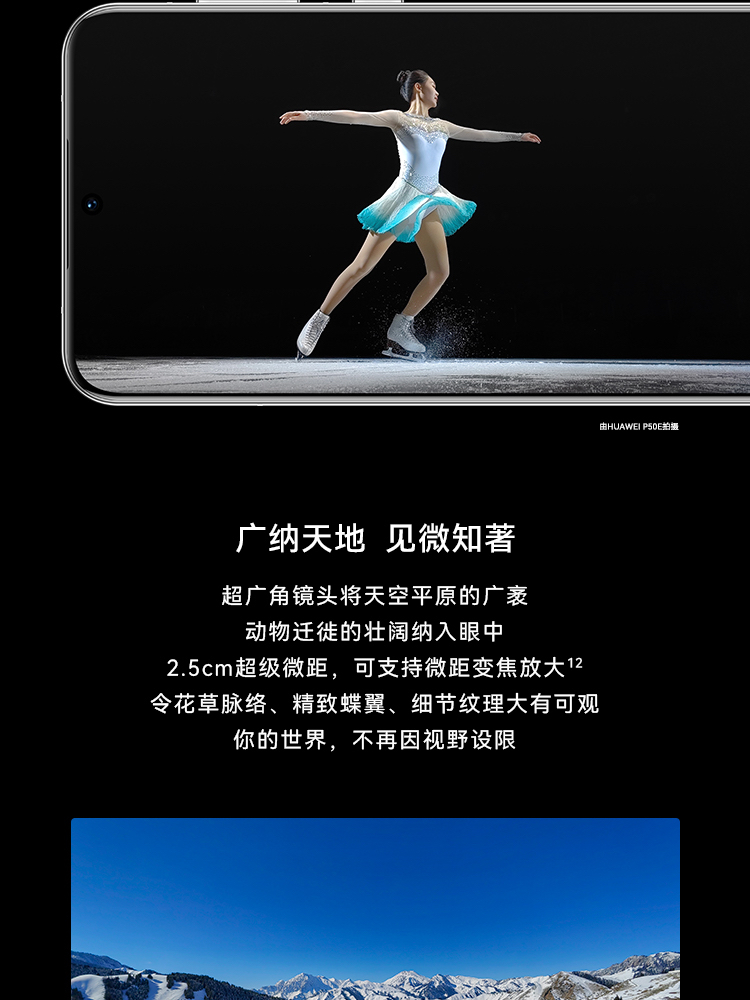 由HUAWEI P50E拍摄
广纳天地 见微知著
超广角镜头将天空平原的广袤
动物迁徙的壮阔纳入眼中
2.5cm超级微距，可支持微距变焦放大¹²
令花草脉络、精致蝶翼、细节纹理大有可观
你的世界，不再因视野设限